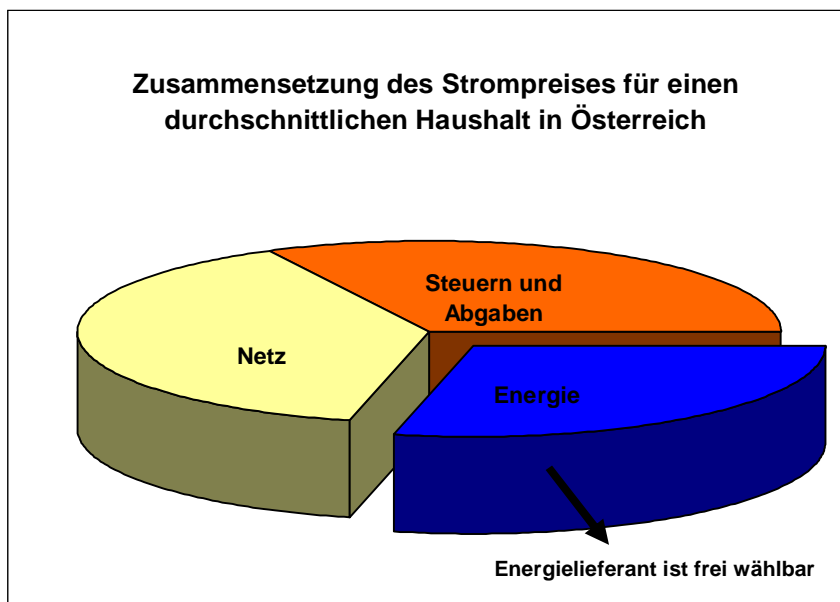 Zusammensetzung des Strompreises für einen
durchschnittlichen Haushalt in Österreich
Steuern und
Abgaben
Netz
Energie
Energielieferant ist frei wählbar